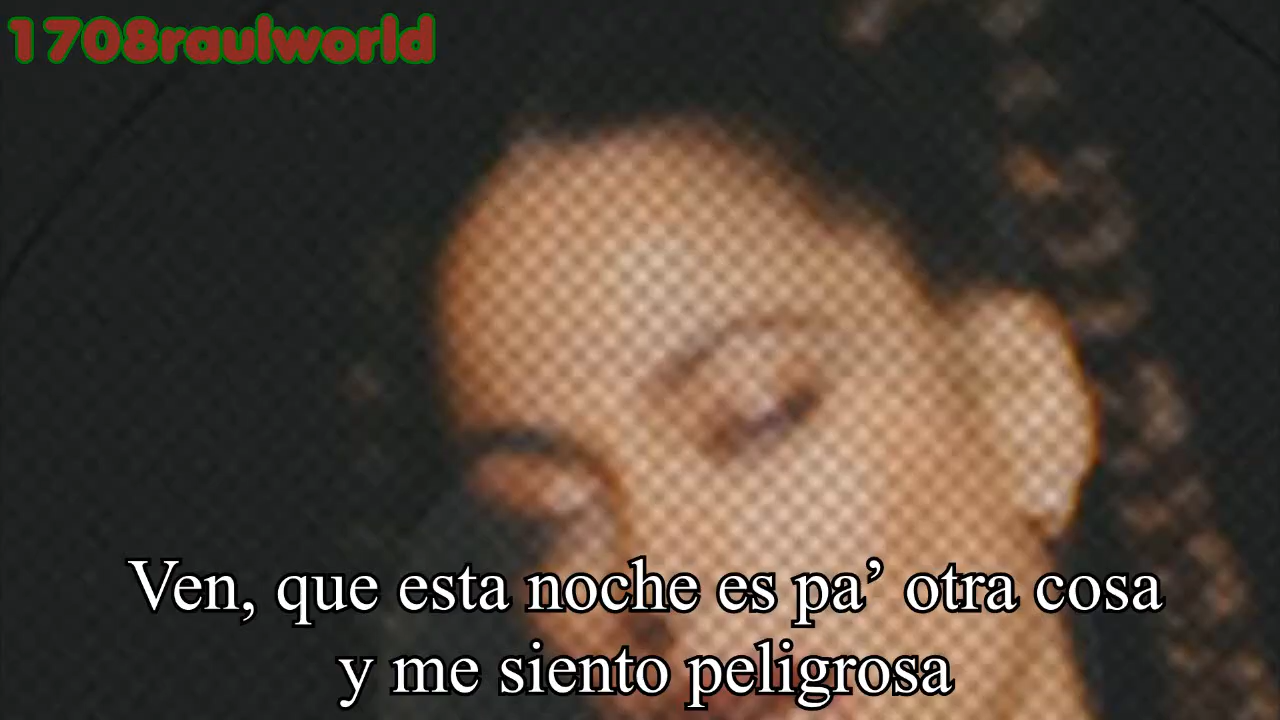 1708raulworld
Ven, que esta noche es pa’ otra cosa
y me siento peligrosa